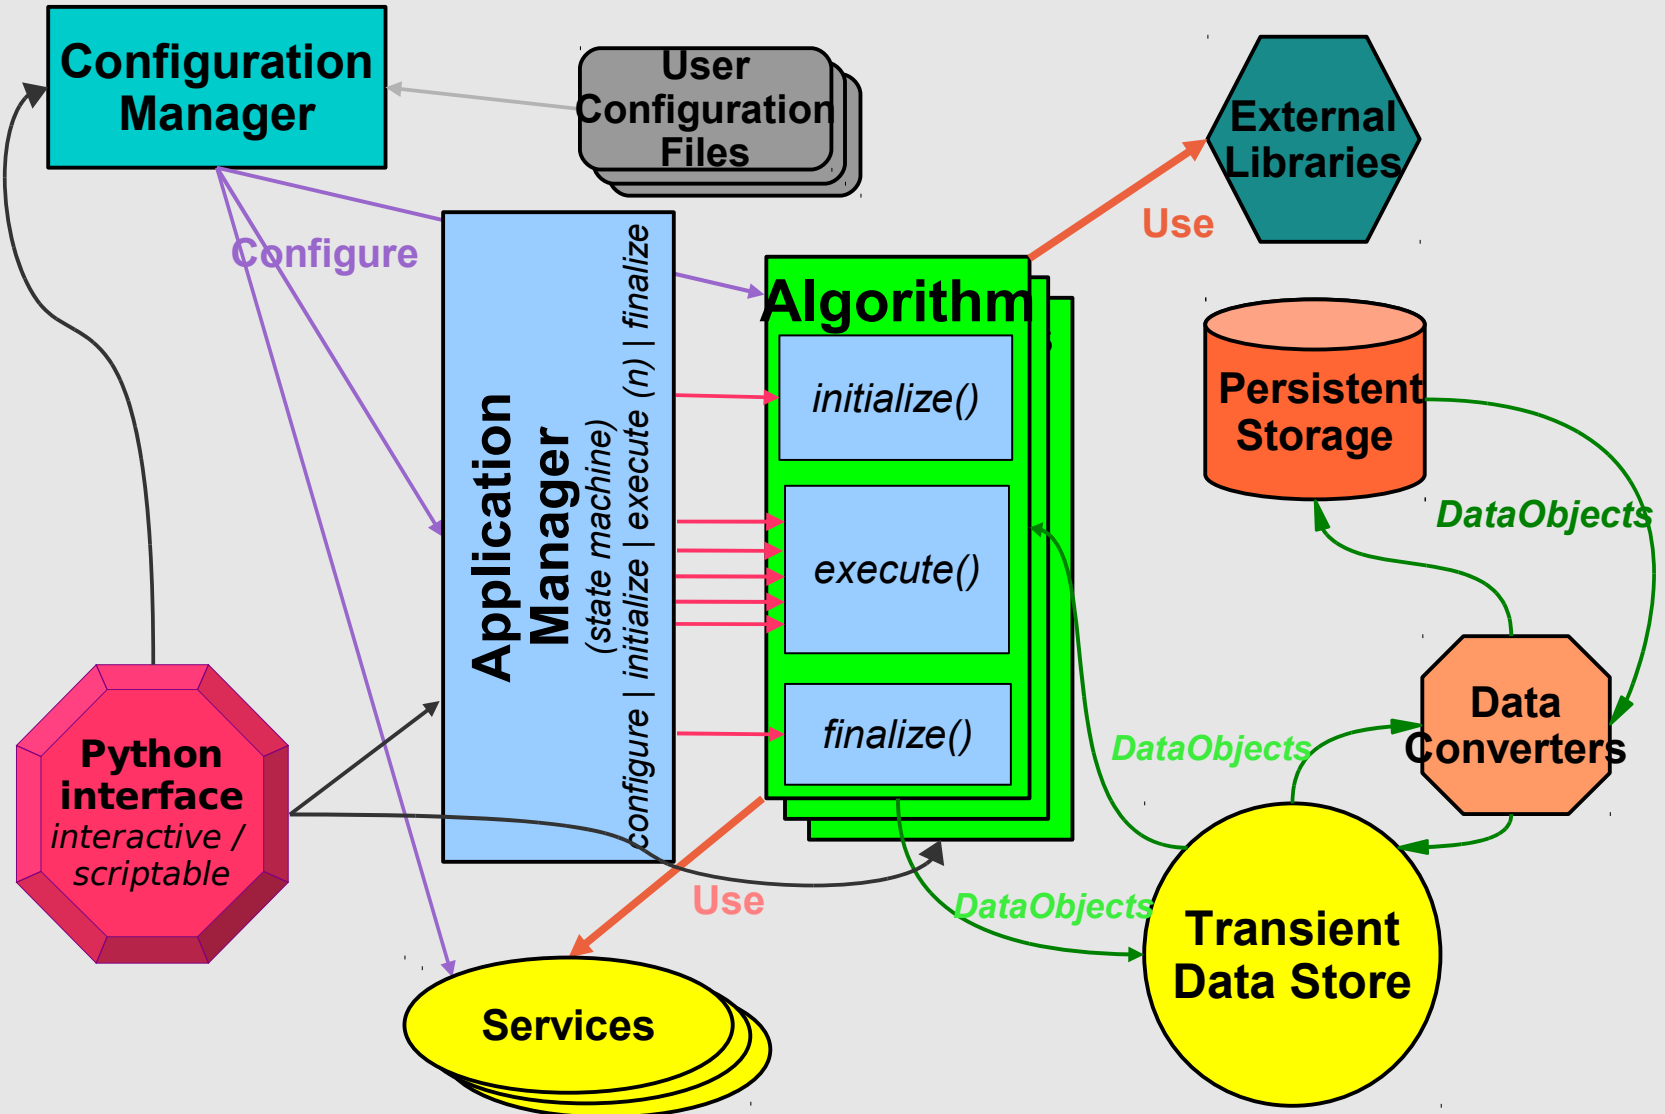 Configuration
Manager
User
Configuration
Files
External
Libraries
Use
Configure
Algorithm
s
initialize()
execute()
finalize()
Application
Manager
(state machine)
configure | initialize | execute (n) | finalize
Persistent
Storage
DataObjects
Data
Converters
DataObjects
Python
interface
interactive /
scriptable
Use
DataObjects
Transient
Data Store
Services